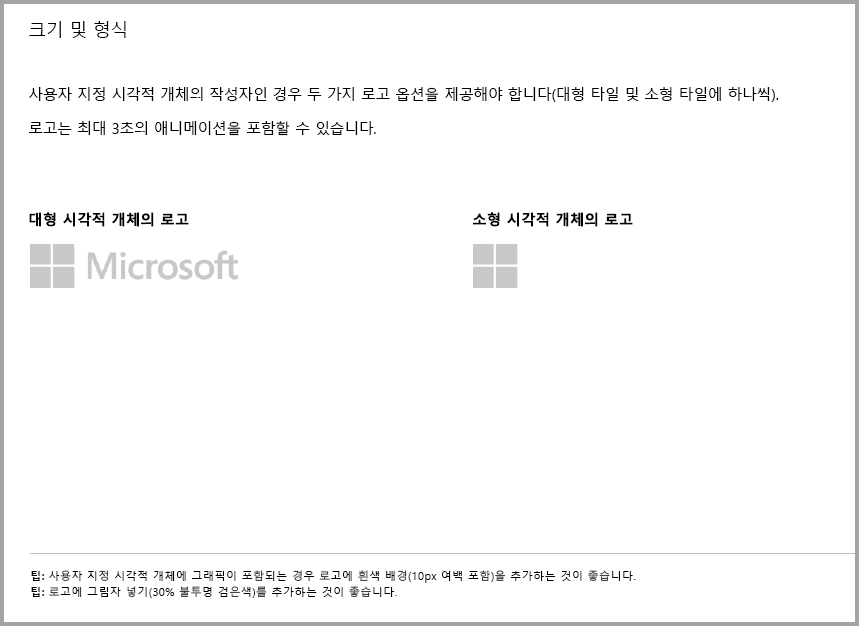 크기 및 형식
사용자 지정 시각적 개체의 작성자인 경우 두 가지 로고 옵션을 제공해야 합니다(대형 타일 및 소형 타일에 하나씩).
로고는 최대 3초의 애니메이션을 포함할 수 있습니다.
대형 시각적 개체의 로고
소형 시각적 개체의 로고
Microsoft
팁: 사용자 지정 시각적 개체에 그래픽이 포함되는 경우 로고에 흰색 배경(10px 여백 포함)을 추가하는 것이 좋습니다.
팁: 로고에 그림자 넣기(30% 불투명 검은색)를 추가하는 것이 좋습니다.